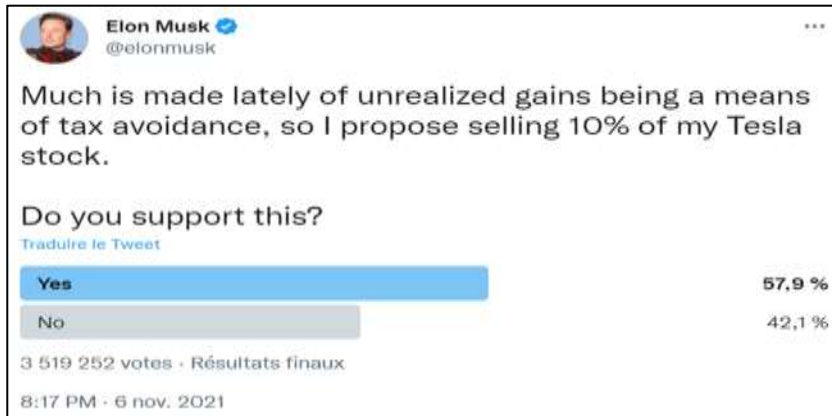 Elon Musk
@elonmusk
Much is made lately of unrealized gains being a means
of tax avoidance, so I propose selling 10% of my Tesla
stock.
Do you support this?
Traduire le Tweet
Yes 57,9 %
No 42,1 %
3 519 252 votes · Résultats finaux
8:17 PM · 6 nov. 2021